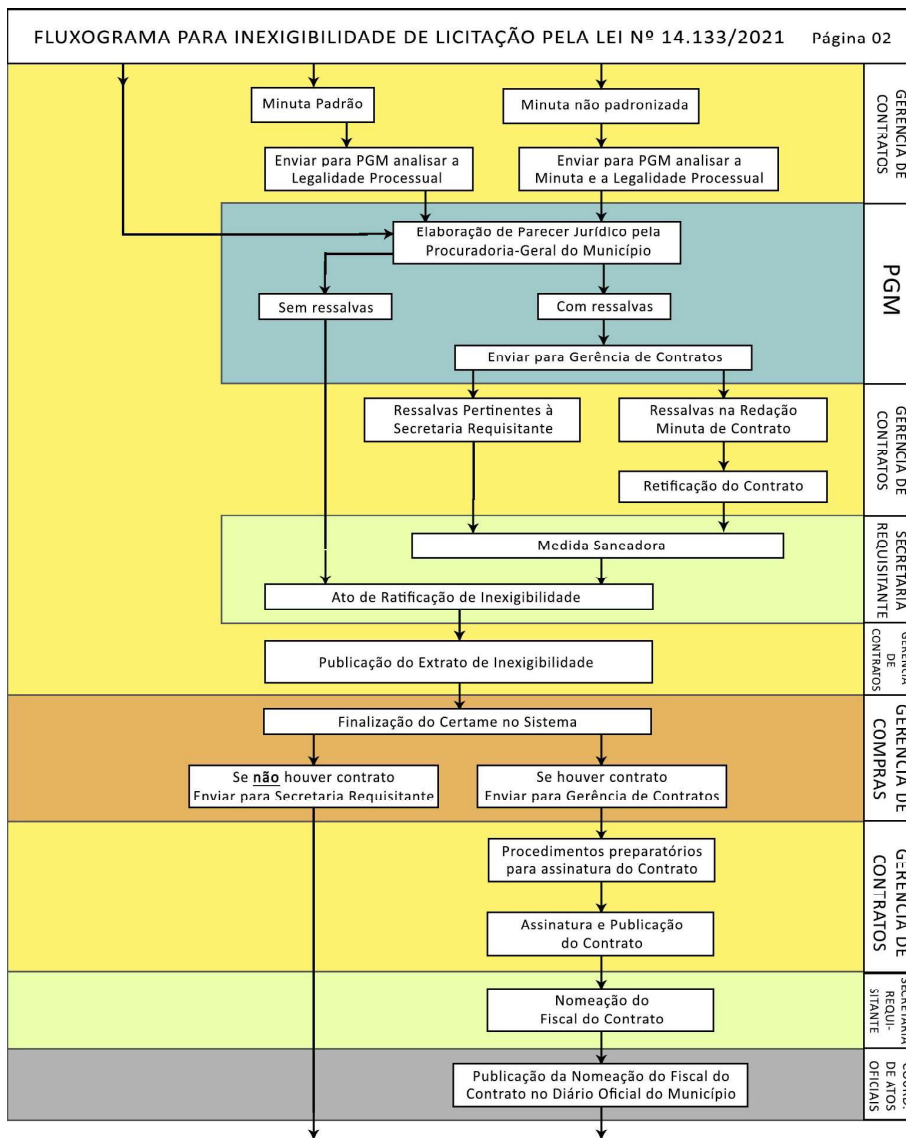 FLUXOGRAMA PARA INEXIGIBILIDADE DE LICITAÇÃO PELA LEI Nº 14.133/2021 Página 02
GERENCIA DE
CONTRATOS
Minuta Padrão
Minuta não padronizada
Enviar para PGM analisar a
Legalidade Processual
Enviar para PGM analisar a
Minuta e a Legalidade Processual
PGM
Elaboração de Parecer Jurídico pela
Procuradoria-Geral do Município
Sem ressalvas
Com ressalvas
Enviar para Gerência de Contratos
GERENCIA DE
CONTRATOS
Ressalvas Pertinentes à
Secretaria Requisitante
Ressalvas na Redação
Minuta de Contrato
Retificação do Contrato
SECRETARIA
REQUISITANTE
Medida Saneadora
Ato de Ratificação de Inexigibilidade
GERENCIA
DE
CONTRATOS
Publicação do Extrato de Inexigibilidade
GERENCIA DE
COMPRAS
Finalização do Certame no Sistema
Se não houver contrato
Enviar para Secretaria Requisitante
Se houver contrato
Enviar para Gerência de Contratos
GERENCIA DE
CONTRATOS
Procedimentos preparatórios
para assinatura do Contrato
Assinatura e Publicação
do Contrato
SECRETARIA
REQUI-
SITANTE
Nomeação do
Fiscal do Contrato
COORD.
DE ATOS
OFICIAIS
Publicação da Nomeação do Fiscal do
Contrato no Diário Oficial do Município